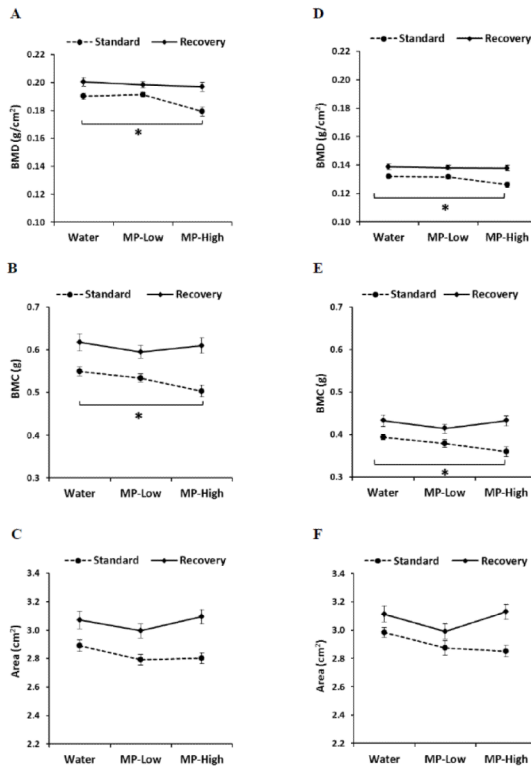 A
Standard Recovery
BMD (g/cm²)
0.22
0.20
0.18
0.16
0.14
0.12
0.10
*
Water MP-Low MP-High
B
Standard Recovery
BMC (g)
0.7
0.6
0.5
0.4
0.3
*
Water MP-Low MP-High
C
Standard Recovery
Area (cm²)
3.4
3.2
3.0
2.8
2.6
2.4
2.2
Water MP-Low MP-High
D
Standard Recovery
BMD (g/cm²)
0.22
0.20
0.18
0.16
0.14
0.12
0.10
*
Water MP-Low MP-High
E
Standard Recovery
BMC (g)
0.7
0.6
0.5
0.4
0.3
*
Water MP-Low MP-High
F
Standard Recovery
Area (cm²)
3.4
3.2
3.0
2.8
2.6
2.4
2.2
Water MP-Low MP-High